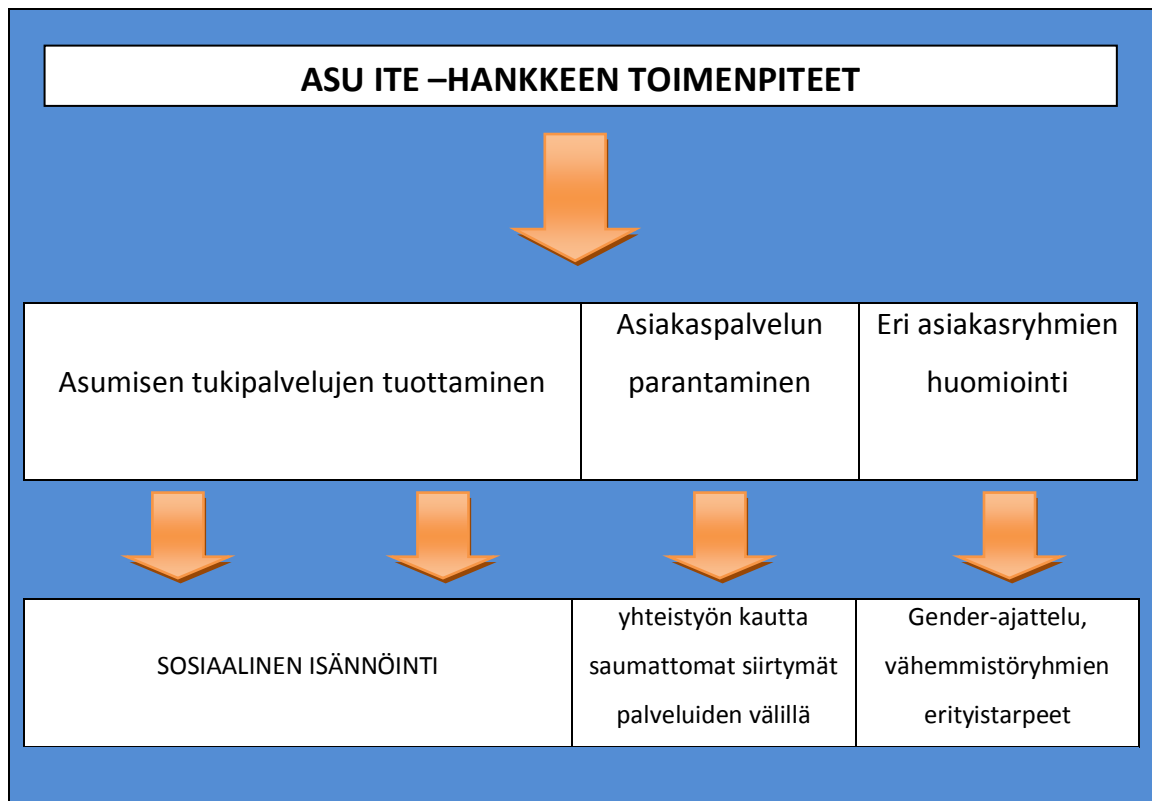 ASU ITE –HANKKEEN TOIMENPITEET
Asumisen tukipalvelujen tuottaminen
Asiakaspalvelun
parantaminen
Eri asiakasryhmien
huomiointi
SOSIAALINEN ISÄNNÖINTI
yhteistyön kautta
saumattomat siirtymät
palveluiden välillä
Gender-ajattelu,
vähemmistöryhmien
erityistarpeet